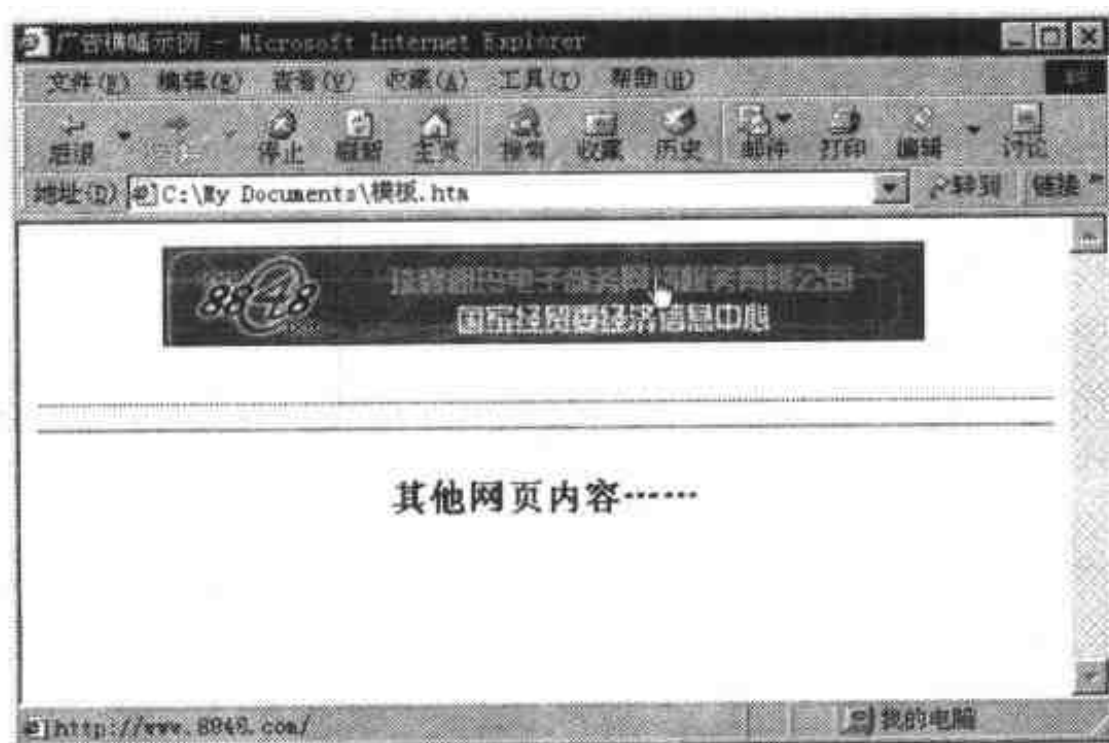 广告横幅示例 - Microsoft Internet Explorer
文件(F) 编辑(E) 查看(V) 收藏(A) 工具(T) 帮助(H)
后退 停止 刷新 主页 搜索 收藏 历史 邮件 打印 编辑 讨论
地址(D) C:\My Documents\模板.htm 转到 链接 »
8848
国家经贸委经济信息中心
其他网页内容……
http://www.8848.com/ 我的电脑